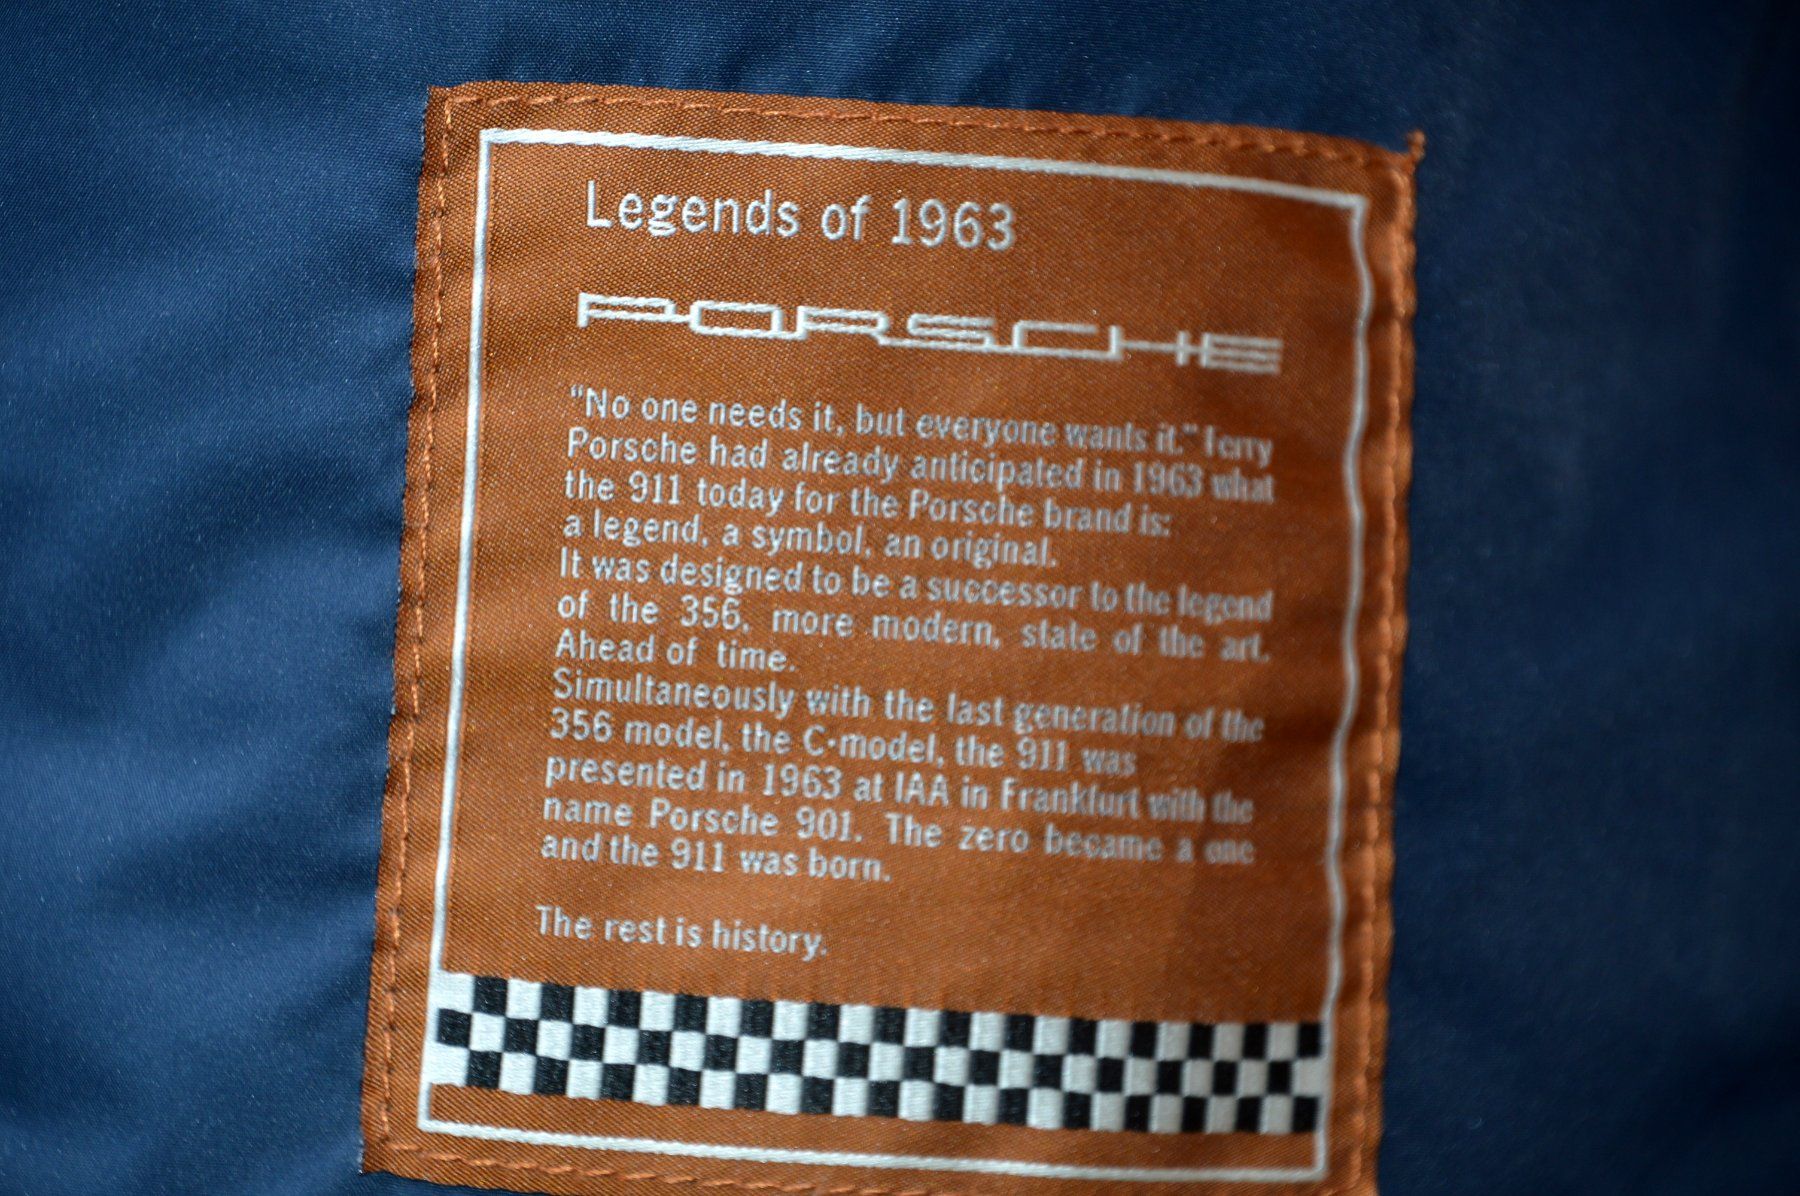 Legends of 1963
PORSCHE
“No one needs it, but everyone wants it.” Ferry
Porsche had already anticipated in 1963 what
the 911 today for the Porsche brand is:
a legend, a symbol, an original.
It was designed to be a successor to the legend
of the 356, more modern, state of the art.
Ahead of time.
Simultaneously with the last generation of the
356 model, the C-model, the 911 was
presented in 1963 at IAA in Frankfurt with the
name Porsche 901. The zero became a one
and the 911 was born.
The rest is history.